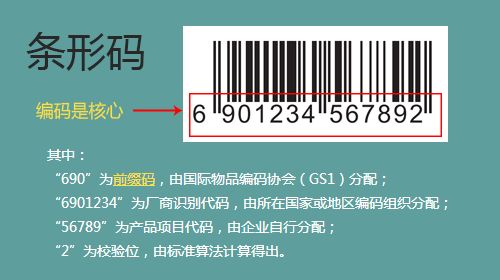 条形码
编码是核心
6 901234 567892
其中：
“690”为前缀码，由国际物品编码协会（GS1）分配；
“6901234”为厂商识别代码，由所在国家或地区编码组织分配；
“56789”为产品项目代码，由企业自行分配；
“2”为校验位，由标准算法计算得出。